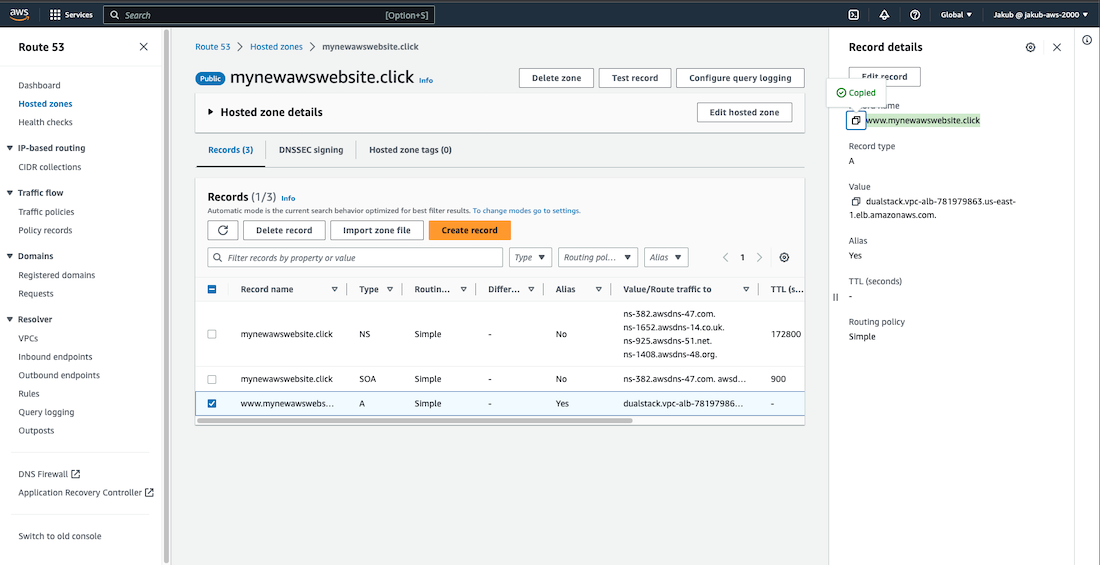 aws
Services
Search
[Option+S]
Global
Jakub @ jakub-aws-2000
Route 53
Dashboard
Hosted zones
Health checks
IP-based routing
CIDR collections
Traffic flow
Traffic policies
Policy records
Domains
Registered domains
Requests
Resolver
VPCs
Inbound endpoints
Outbound endpoints
Rules
Query logging
Outposts
DNS Firewall
Application Recovery Controller
Switch to old console
Route 53 > Hosted zones > mynewawswebsite.click
Public mynewawswebsite.click Info
Delete zone
Test record
Configure query logging
Hosted zone details
Edit hosted zone
Records (3)
DNSSEC signing
Hosted zone tags (0)
Records (1/3) Info
Automatic mode is the current search behavior optimized for best filter results. To change modes go to settings.
Delete record
Import zone file
Create record
Filter records by property or value
Type
Routing pol...
Alias
1
Record name Type Routin... Differ... Alias Value/Route traffic to TTL (s...
ns-382.awsdns-47.com.
ns-1652.awsdns-14.co.uk.
mynewawswebsite.click NS Simple - No 172800
ns-925.awsdns-51.net.
ns-1408.awsdns-48.org.
mynewawswebsite.click SOA Simple - No ns-382.awsdns-47.com. awsd... 900
www.mynewawswebs... A Simple - Yes dualstack.vpc-alb-78197986... -
Record details
Edit record
Copied
name
www.mynewawswebsite.click
Record type
A
Value
dualstack.vpc-alb-781979863.us-east-
1.elb.amazonaws.com.
Alias
Yes
TTL (seconds)
-
Routing policy
Simple